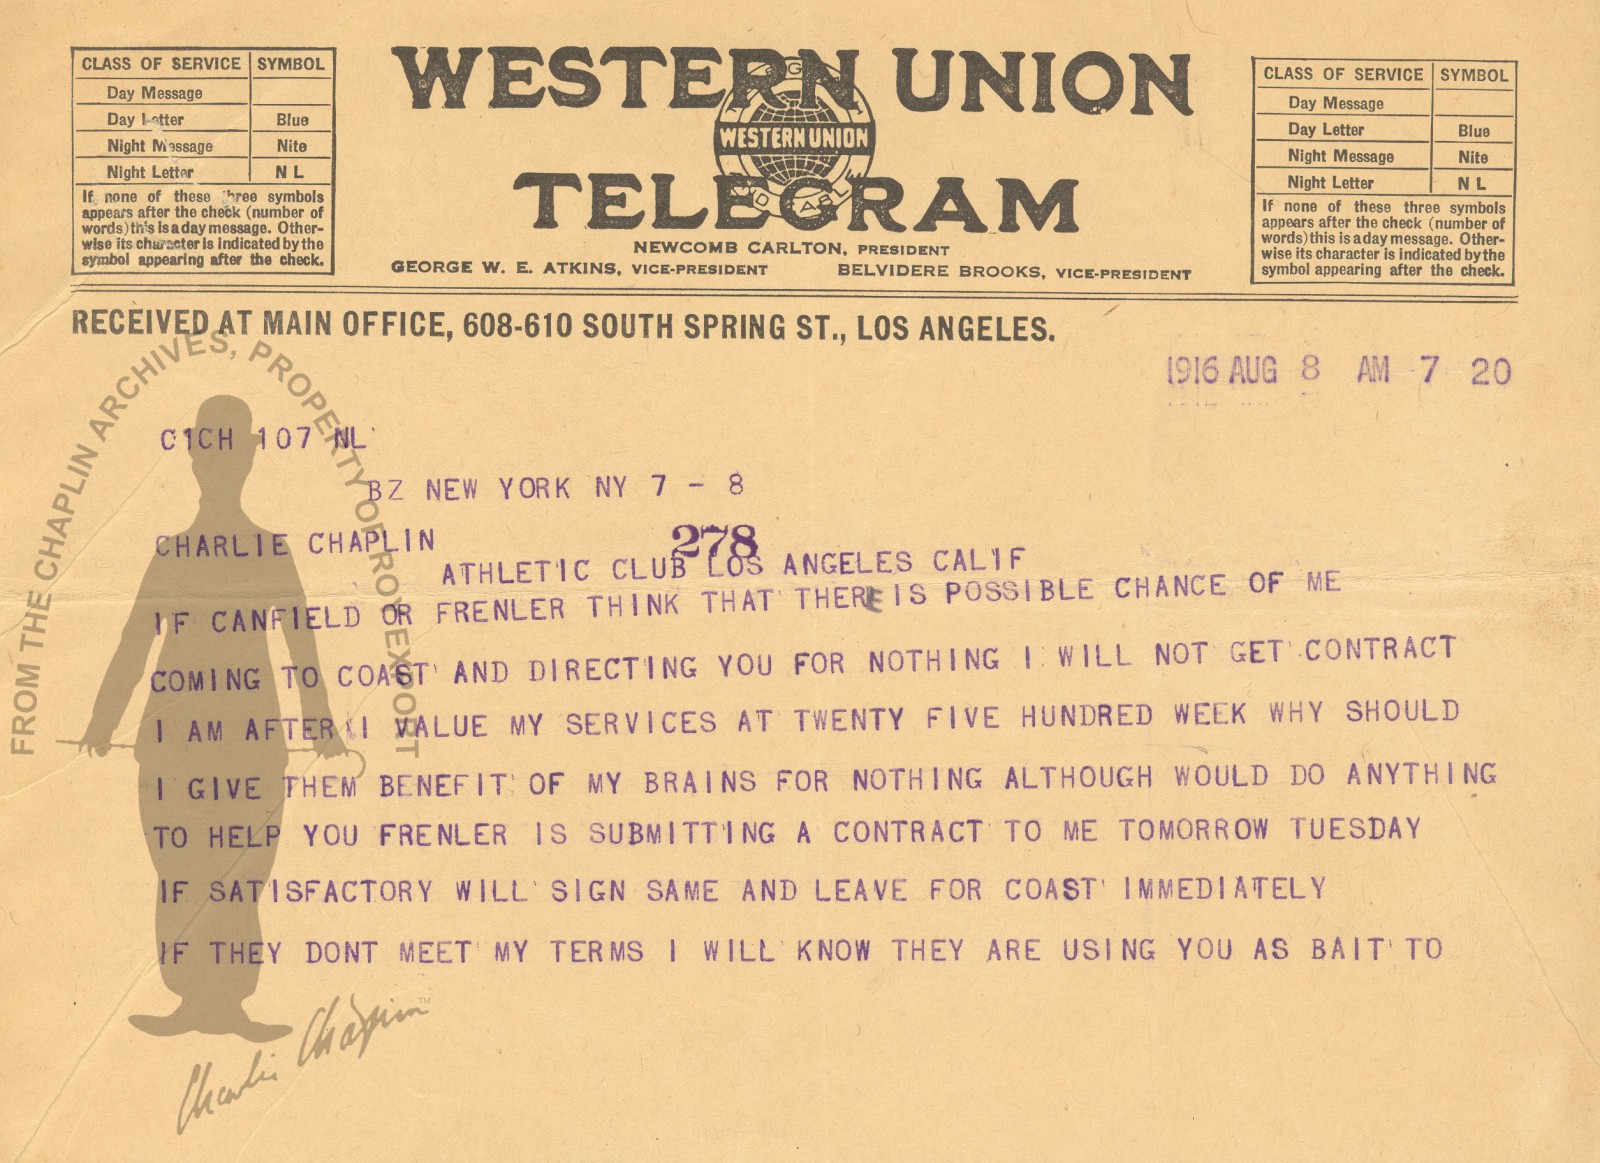 CLASS OF SERVICE SYMBOL
Day Message
Day Letter Blue
Night Message Nite
Night Letter N L
If none of these three symbols
appears after the check (number of
words) this is a day message. Other-
wise its character is indicated by the
symbol appearing after the check.
WESTERN UNION
WESTERN UNION
TELEGRAM
NEWCOMB CARLTON, PRESIDENT
GEORGE W. E. ATKINS, VICE-PRESIDENT BELVIDERE BROOKS, VICE-PRESIDENT
CLASS OF SERVICE SYMBOL
Day Message
Day Letter Blue
Night Message Nite
Night Letter N L
If none of these three symbols
appears after the check (number of
words) this is a day message. Other-
wise its character is indicated by the
symbol appearing after the check.
RECEIVED AT MAIN OFFICE, 608-610 SOUTH SPRING ST., LOS ANGELES.
1916 AUG 8 AM 7 20
C1CH 107 NL
BZ NEW YORK NY 7 - 8
CHARLIE CHAPLIN
278
ATHLETIC CLUB LOS ANGELES CALIF
IF CANFIELD OR FRENLER THINK THAT THERE IS POSSIBLE CHANCE OF ME
COMING TO COAST AND DIRECTING YOU FOR NOTHING I WILL NOT GET CONTRACT
I AM AFTER I VALUE MY SERVICES AT TWENTY FIVE HUNDRED WEEK WHY SHOULD
I GIVE THEM BENEFIT OF MY BRAINS FOR NOTHING ALTHOUGH WOULD DO ANYTHING
TO HELP YOU FRENLER IS SUBMITTING A CONTRACT TO ME TOMORROW TUESDAY
IF SATISFACTORY WILL SIGN SAME AND LEAVE FOR COAST IMMEDIATELY
IF THEY DONT MEET MY TERMS I WILL KNOW THEY ARE USING YOU AS BAIT TO
FROM THE CHAPLIN ARCHIVES, PROPERTY OF ROY EXPORT
Charlie Chaplin™